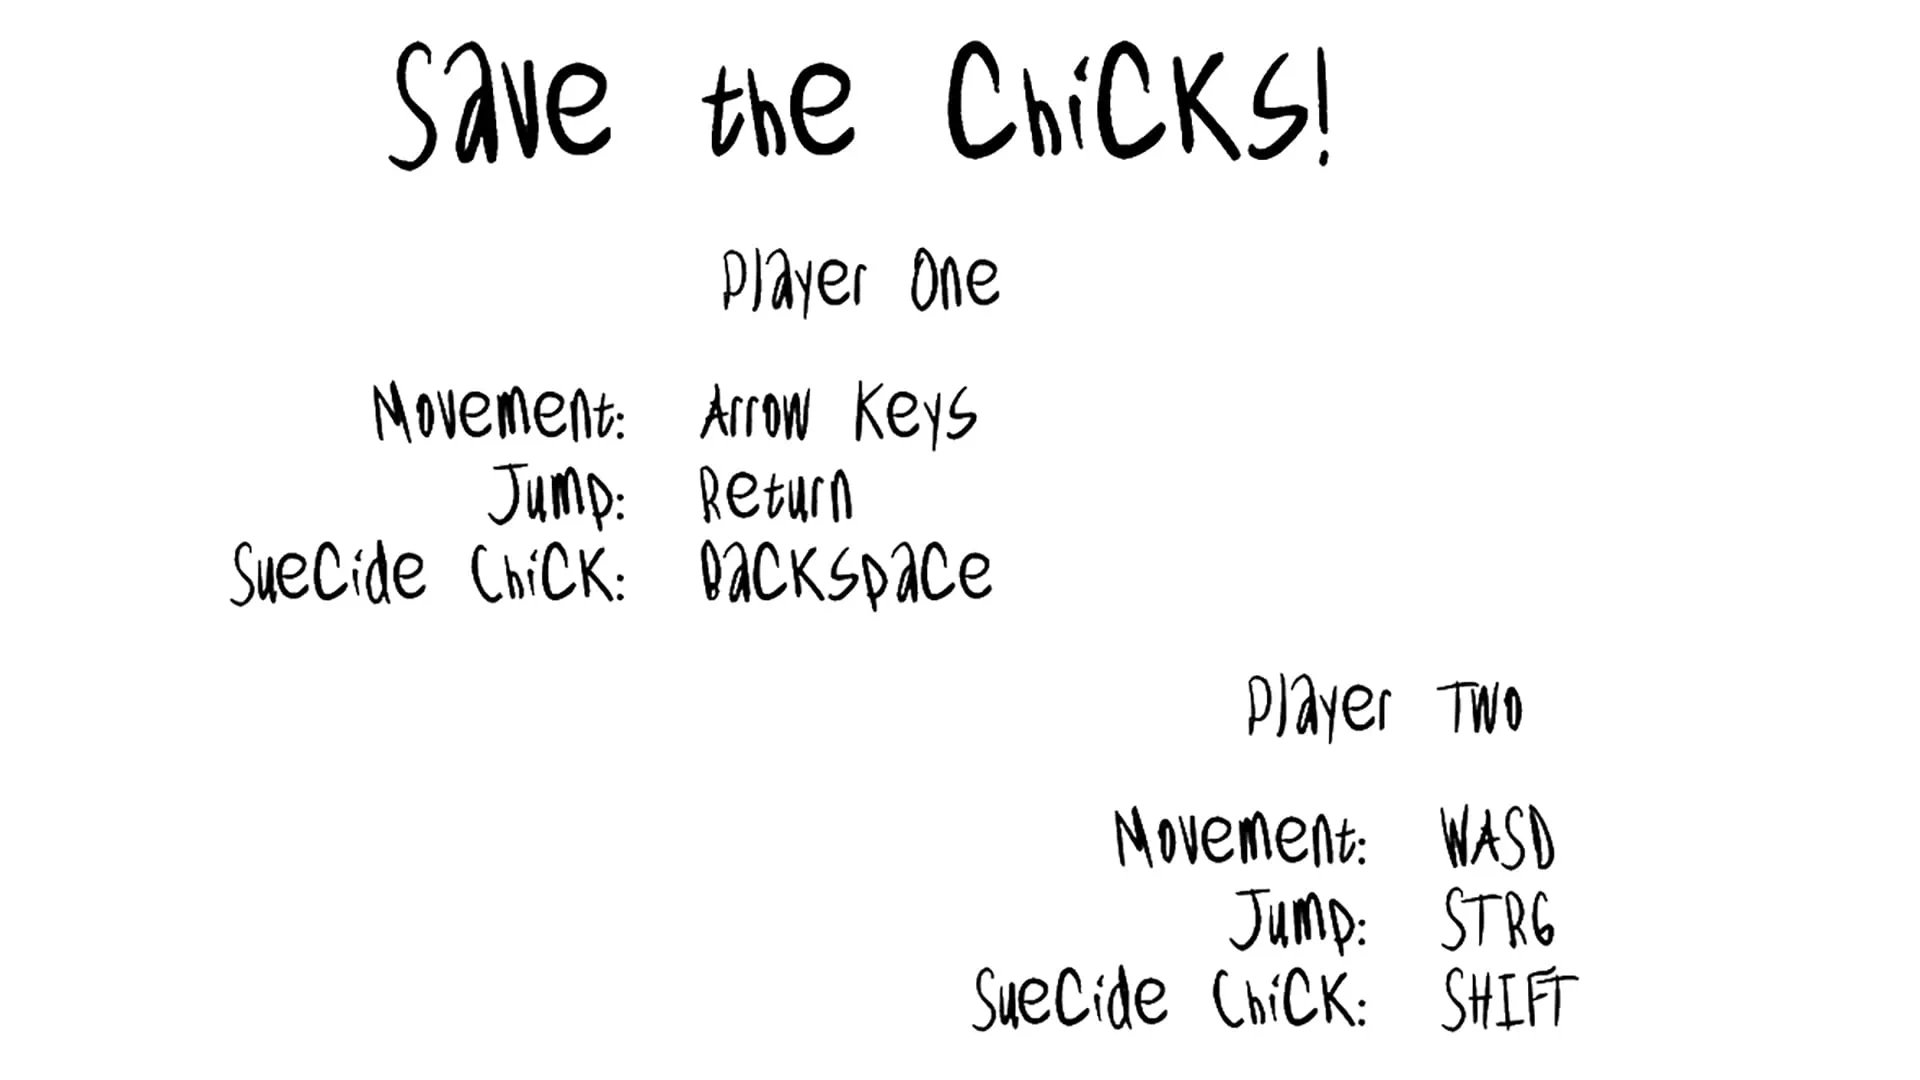 Save the Chicks!
Player One
Movement: Arrow Keys
Jump: Return
Suecide Chick: Backspace
Player Two
Movement: WASD
Jump: STRG
Suecide Chick: SHIFT